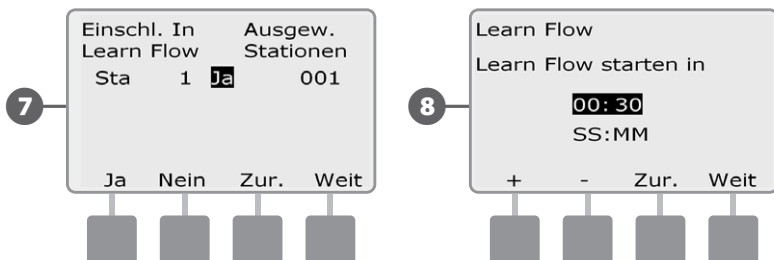 7
Einschl. In Ausgew.
Learn Flow Stationen
Sta 1 Ja 001
Ja Nein Zur. Weit
8
Learn Flow
Learn Flow starten in
00:30
SS:MM
+ - Zur. Weit